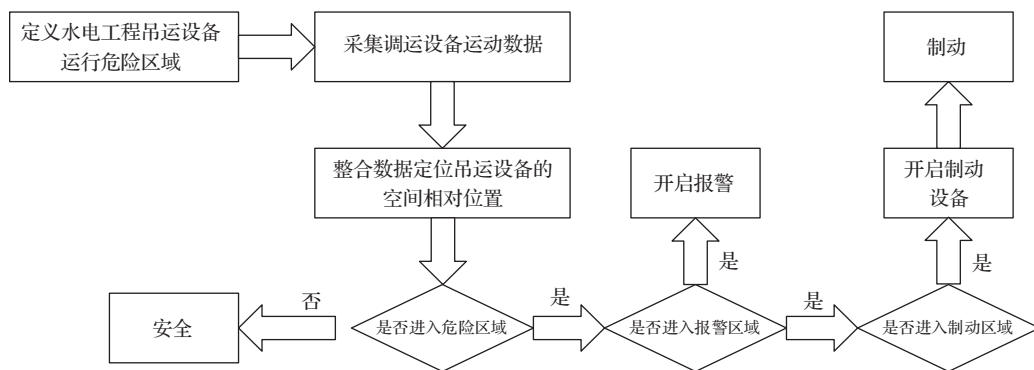 定义水电工程吊运设备
运行危险区域
采集调运设备运动数据
制动
整合数据定位吊运设备的
空间相对位置
开启报警
开启制动
设备
是
是
否
是
是
安全
是否进入危险区域
是否进入报警区域
是否进入制动区域